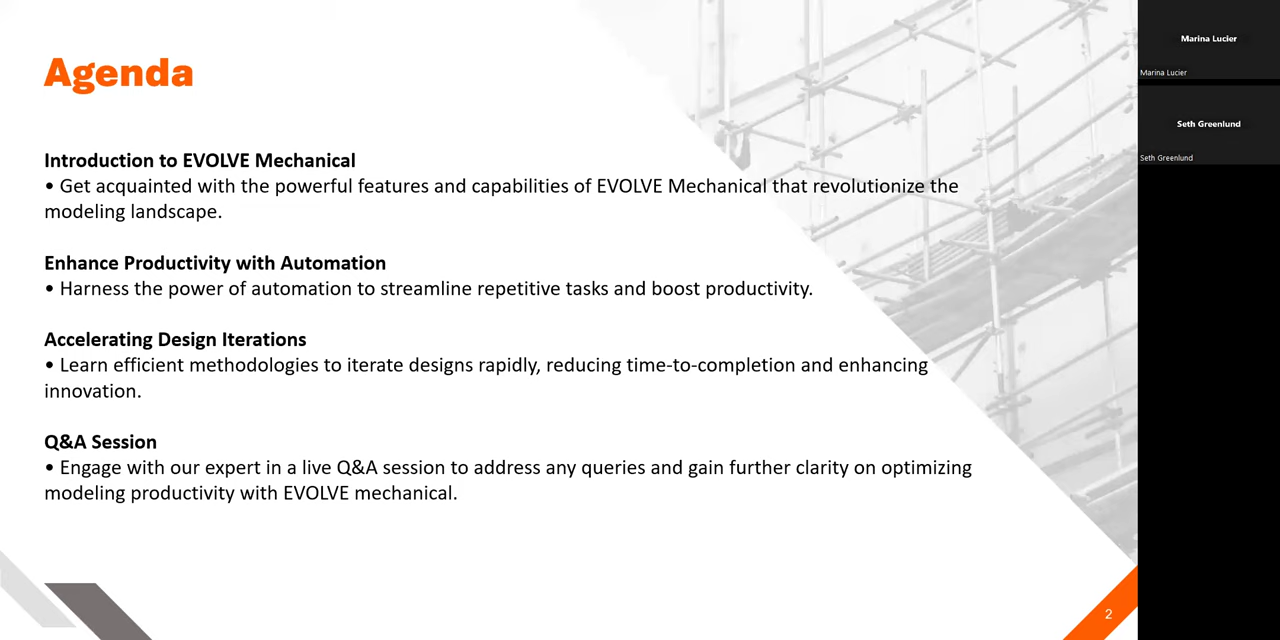 Agenda
Introduction to EVOLVE Mechanical
• Get acquainted with the powerful features and capabilities of EVOLVE Mechanical that revolutionize the
modeling landscape.
Enhance Productivity with Automation
• Harness the power of automation to streamline repetitive tasks and boost productivity.
Accelerating Design Iterations
• Learn efficient methodologies to iterate designs rapidly, reducing time-to-completion and enhancing
innovation.
Q&A Session
• Engage with our expert in a live Q&A session to address any queries and gain further clarity on optimizing
modeling productivity with EVOLVE mechanical.
2
Marina Lucier
Marina Lucier
Seth Greenlund
Seth Greenlund